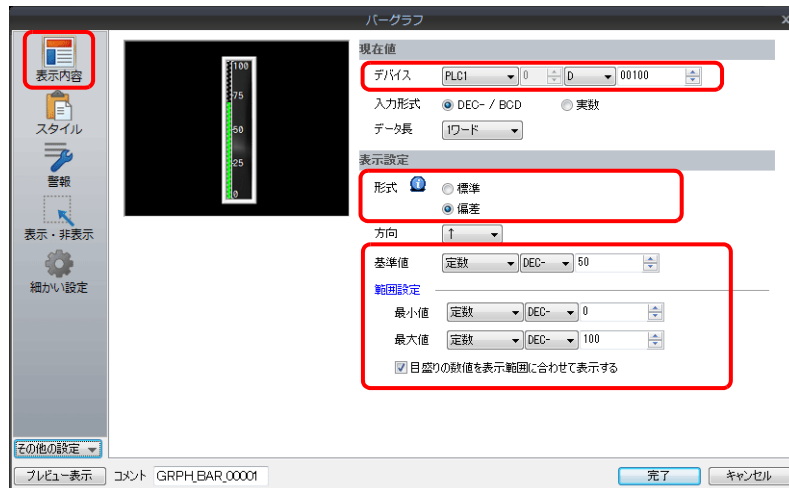 バーグラフ
表示内容
スタイル
警報
表示・非表示
細かい設定
その他の設定
100
75
50
25
0
現在値
デバイス PLC1 0 D 00100
入力形式 DEC- / BCD 実数
データ長 1ワード
表示設定
形式 標準
偏差
方向 ↑
基準値 定数 DEC- 50
範囲設定
最小値 定数 DEC- 0
最大値 定数 DEC- 100
目盛りの数値を表示範囲に合わせて表示する
プレビュー表示 コメント GRPH_BAR_00001 完了 キャンセル